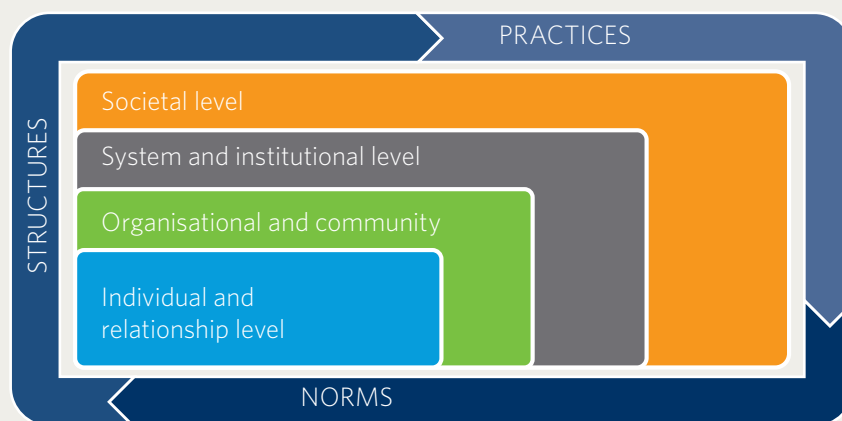 PRACTICES
STRUCTURES
Societal level
System and institutional level
Organisational and community
Individual and
relationship level
NORMS